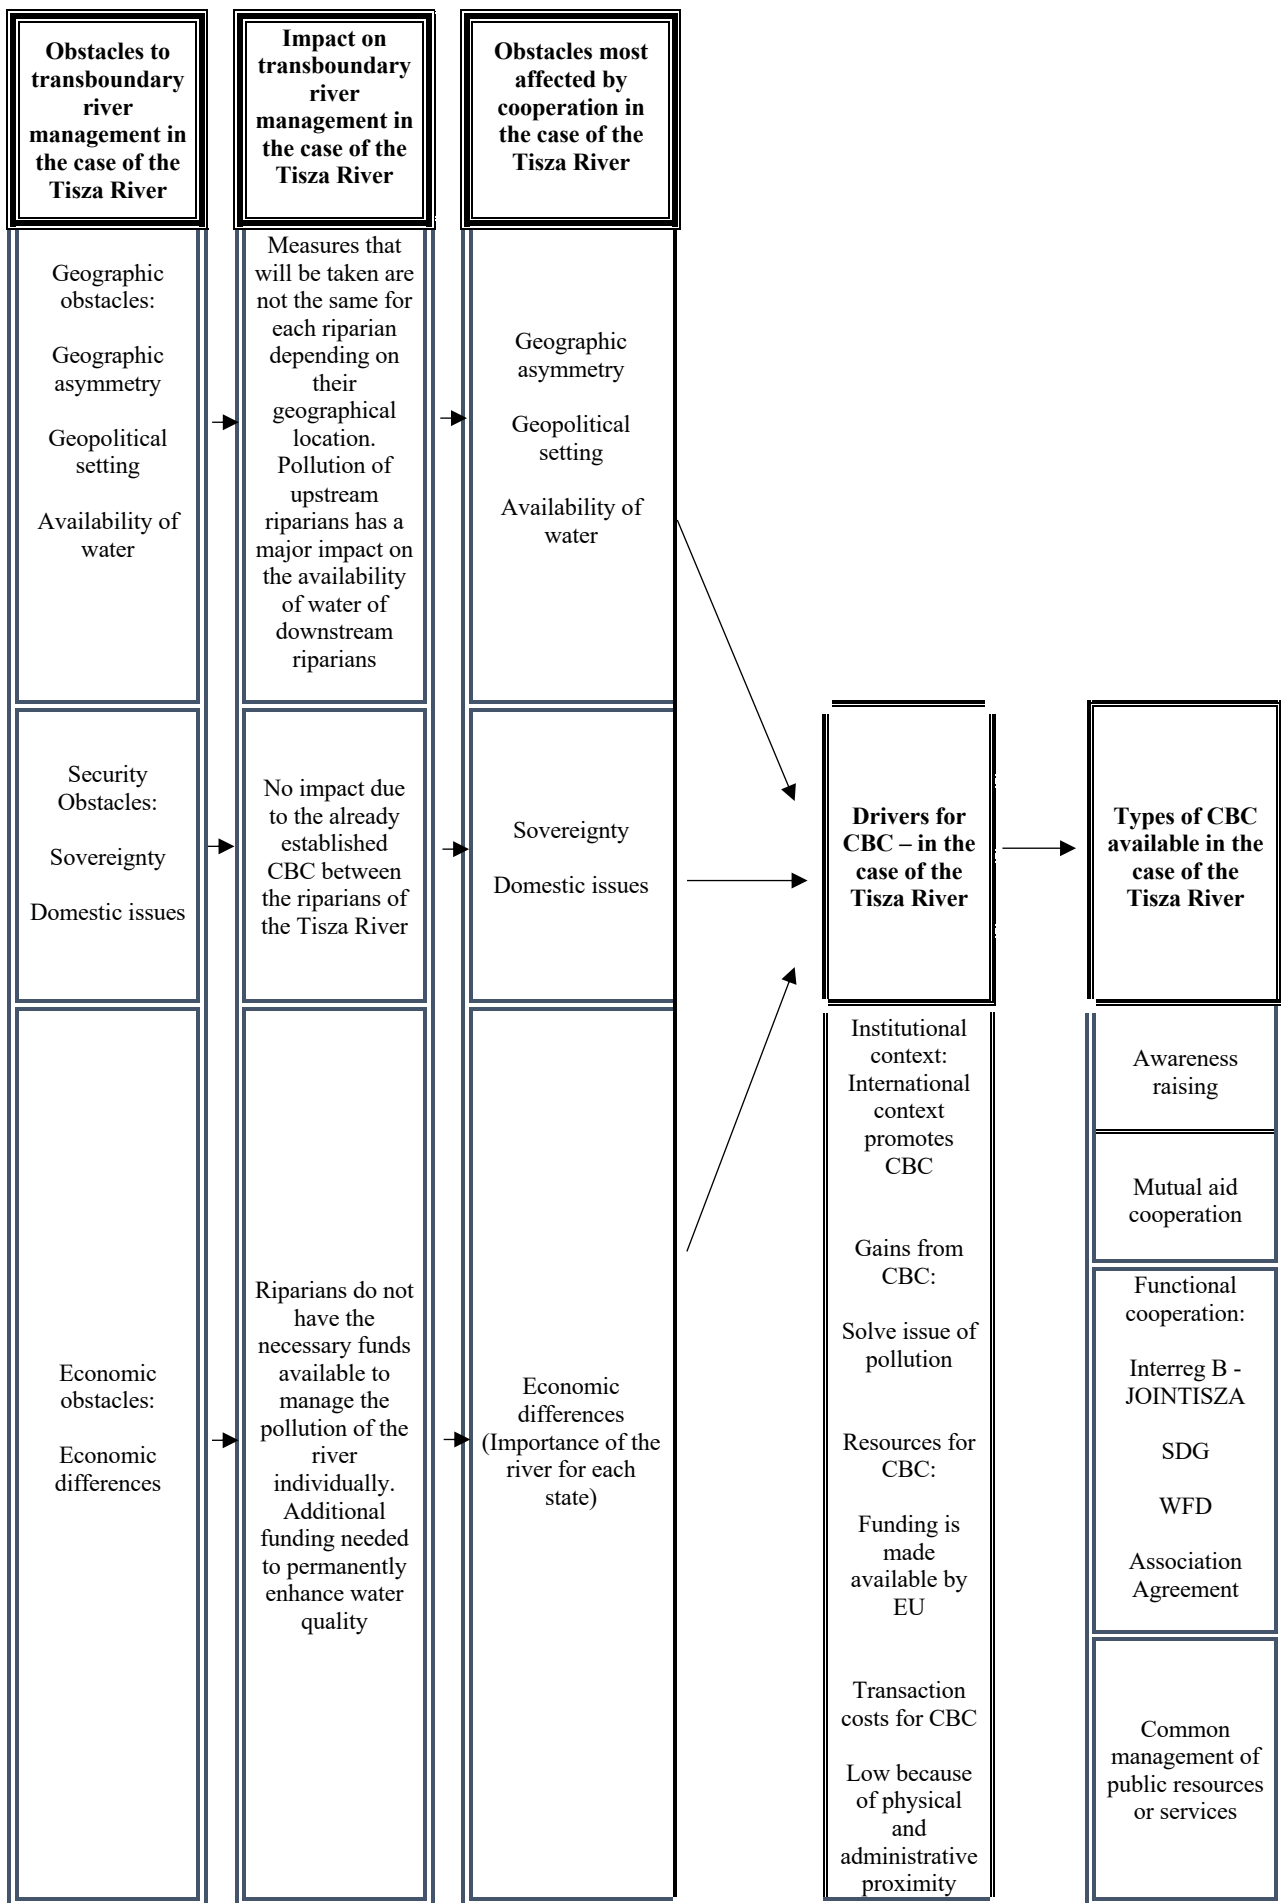 Obstacles to
transboundary
river
management in
the case of the
Tisza River
Impact on
transboundary
river
management in
the case of the
Tisza River
Obstacles most
affected by
cooperation in
the case of the
Tisza River
Geographic
obstacles:
Geographic
asymmetry
Geopolitical
setting
Availability of
water
Measures that
will be taken are
not the same for
each riparian
depending on
their
geographical
location.
Pollution of
upstream
riparians has a
major impact on
the availability
of water of
downstream
riparians
Geographic
asymmetry
Geopolitical
setting
Availability of
water
Security
Obstacles:
Sovereignty
Domestic issues
No impact due
to the already
established
CBC between
the riparians of
the Tisza River
Sovereignty
Domestic issues
Economic
obstacles:
Economic
differences
Riparians do not
have the
necessary funds
available to
manage the
pollution of the
river
individually.
Additional
funding needed
to permanently
enhance water
quality
Economic
differences
(Importance of the
river for each
state)
Drivers for
CBC – in the
case of the
Tisza River
Institutional
context:
International
context
promotes
CBC
Gains from
CBC:
Solve issue of
pollution
Resources for
CBC:
Funding is
made
available by
EU
Transaction
costs for CBC
Low because
of physical
and
administrative
proximity
Types of CBC
available in the
case of the
Tisza River
Awareness
raising
Mutual aid
cooperation
Functional
cooperation:
Interreg B -
JOINTISZA
SDG
WFD
Association
Agreement
Common
management of
public resources
or services